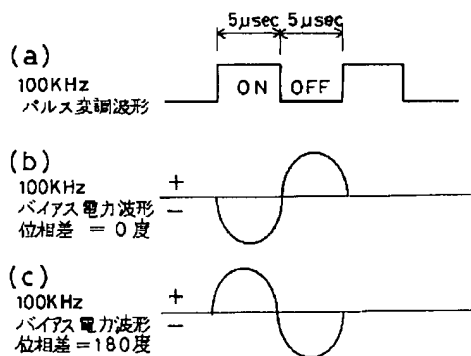 5μsec 5μsec
(a)
ON OFF
100KHz
パルス変調波形
(b)
100KHz +
バイアス電力波形 −
位相差 = 0度
(c)
100KHz +
バイアス電力波形 −
位相差=180度